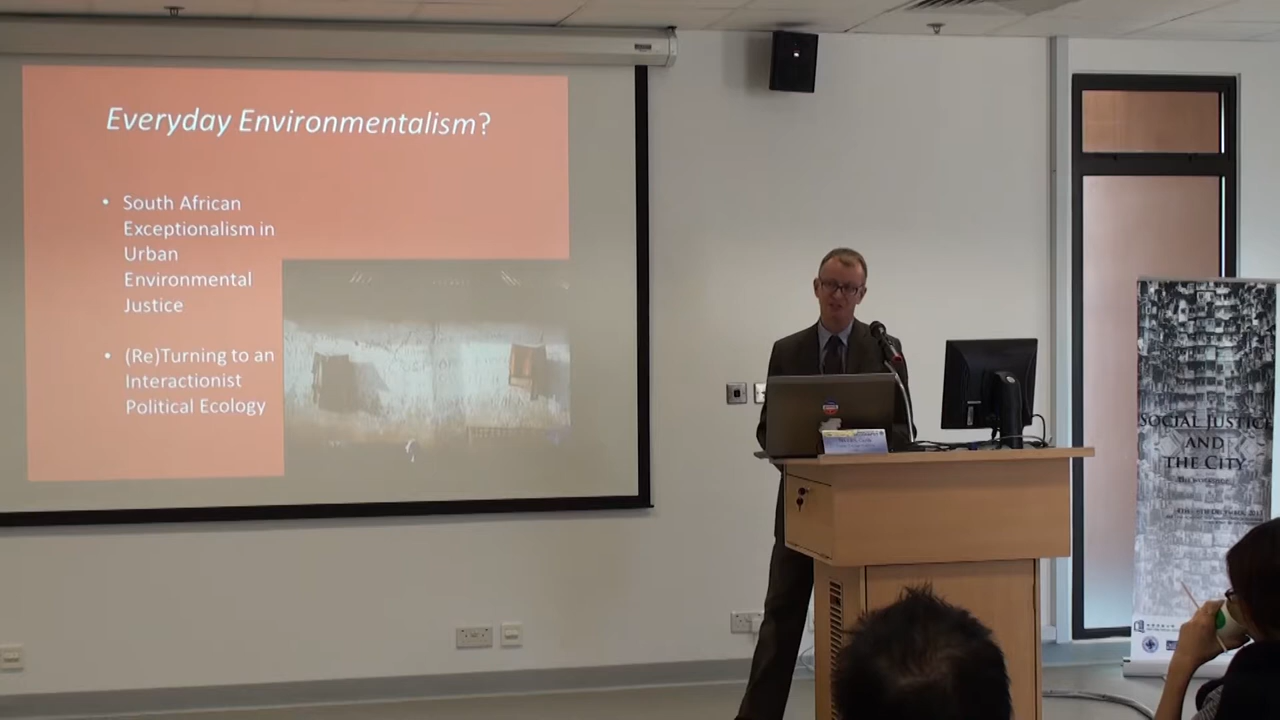 Everyday Environmentalism?
• South African
Exceptionalism in
Urban
Environmental
Justice
• (Re)Turning to an
Interactionist
Political Ecology
SOCIAL JUSTICE
AND
THE CITY